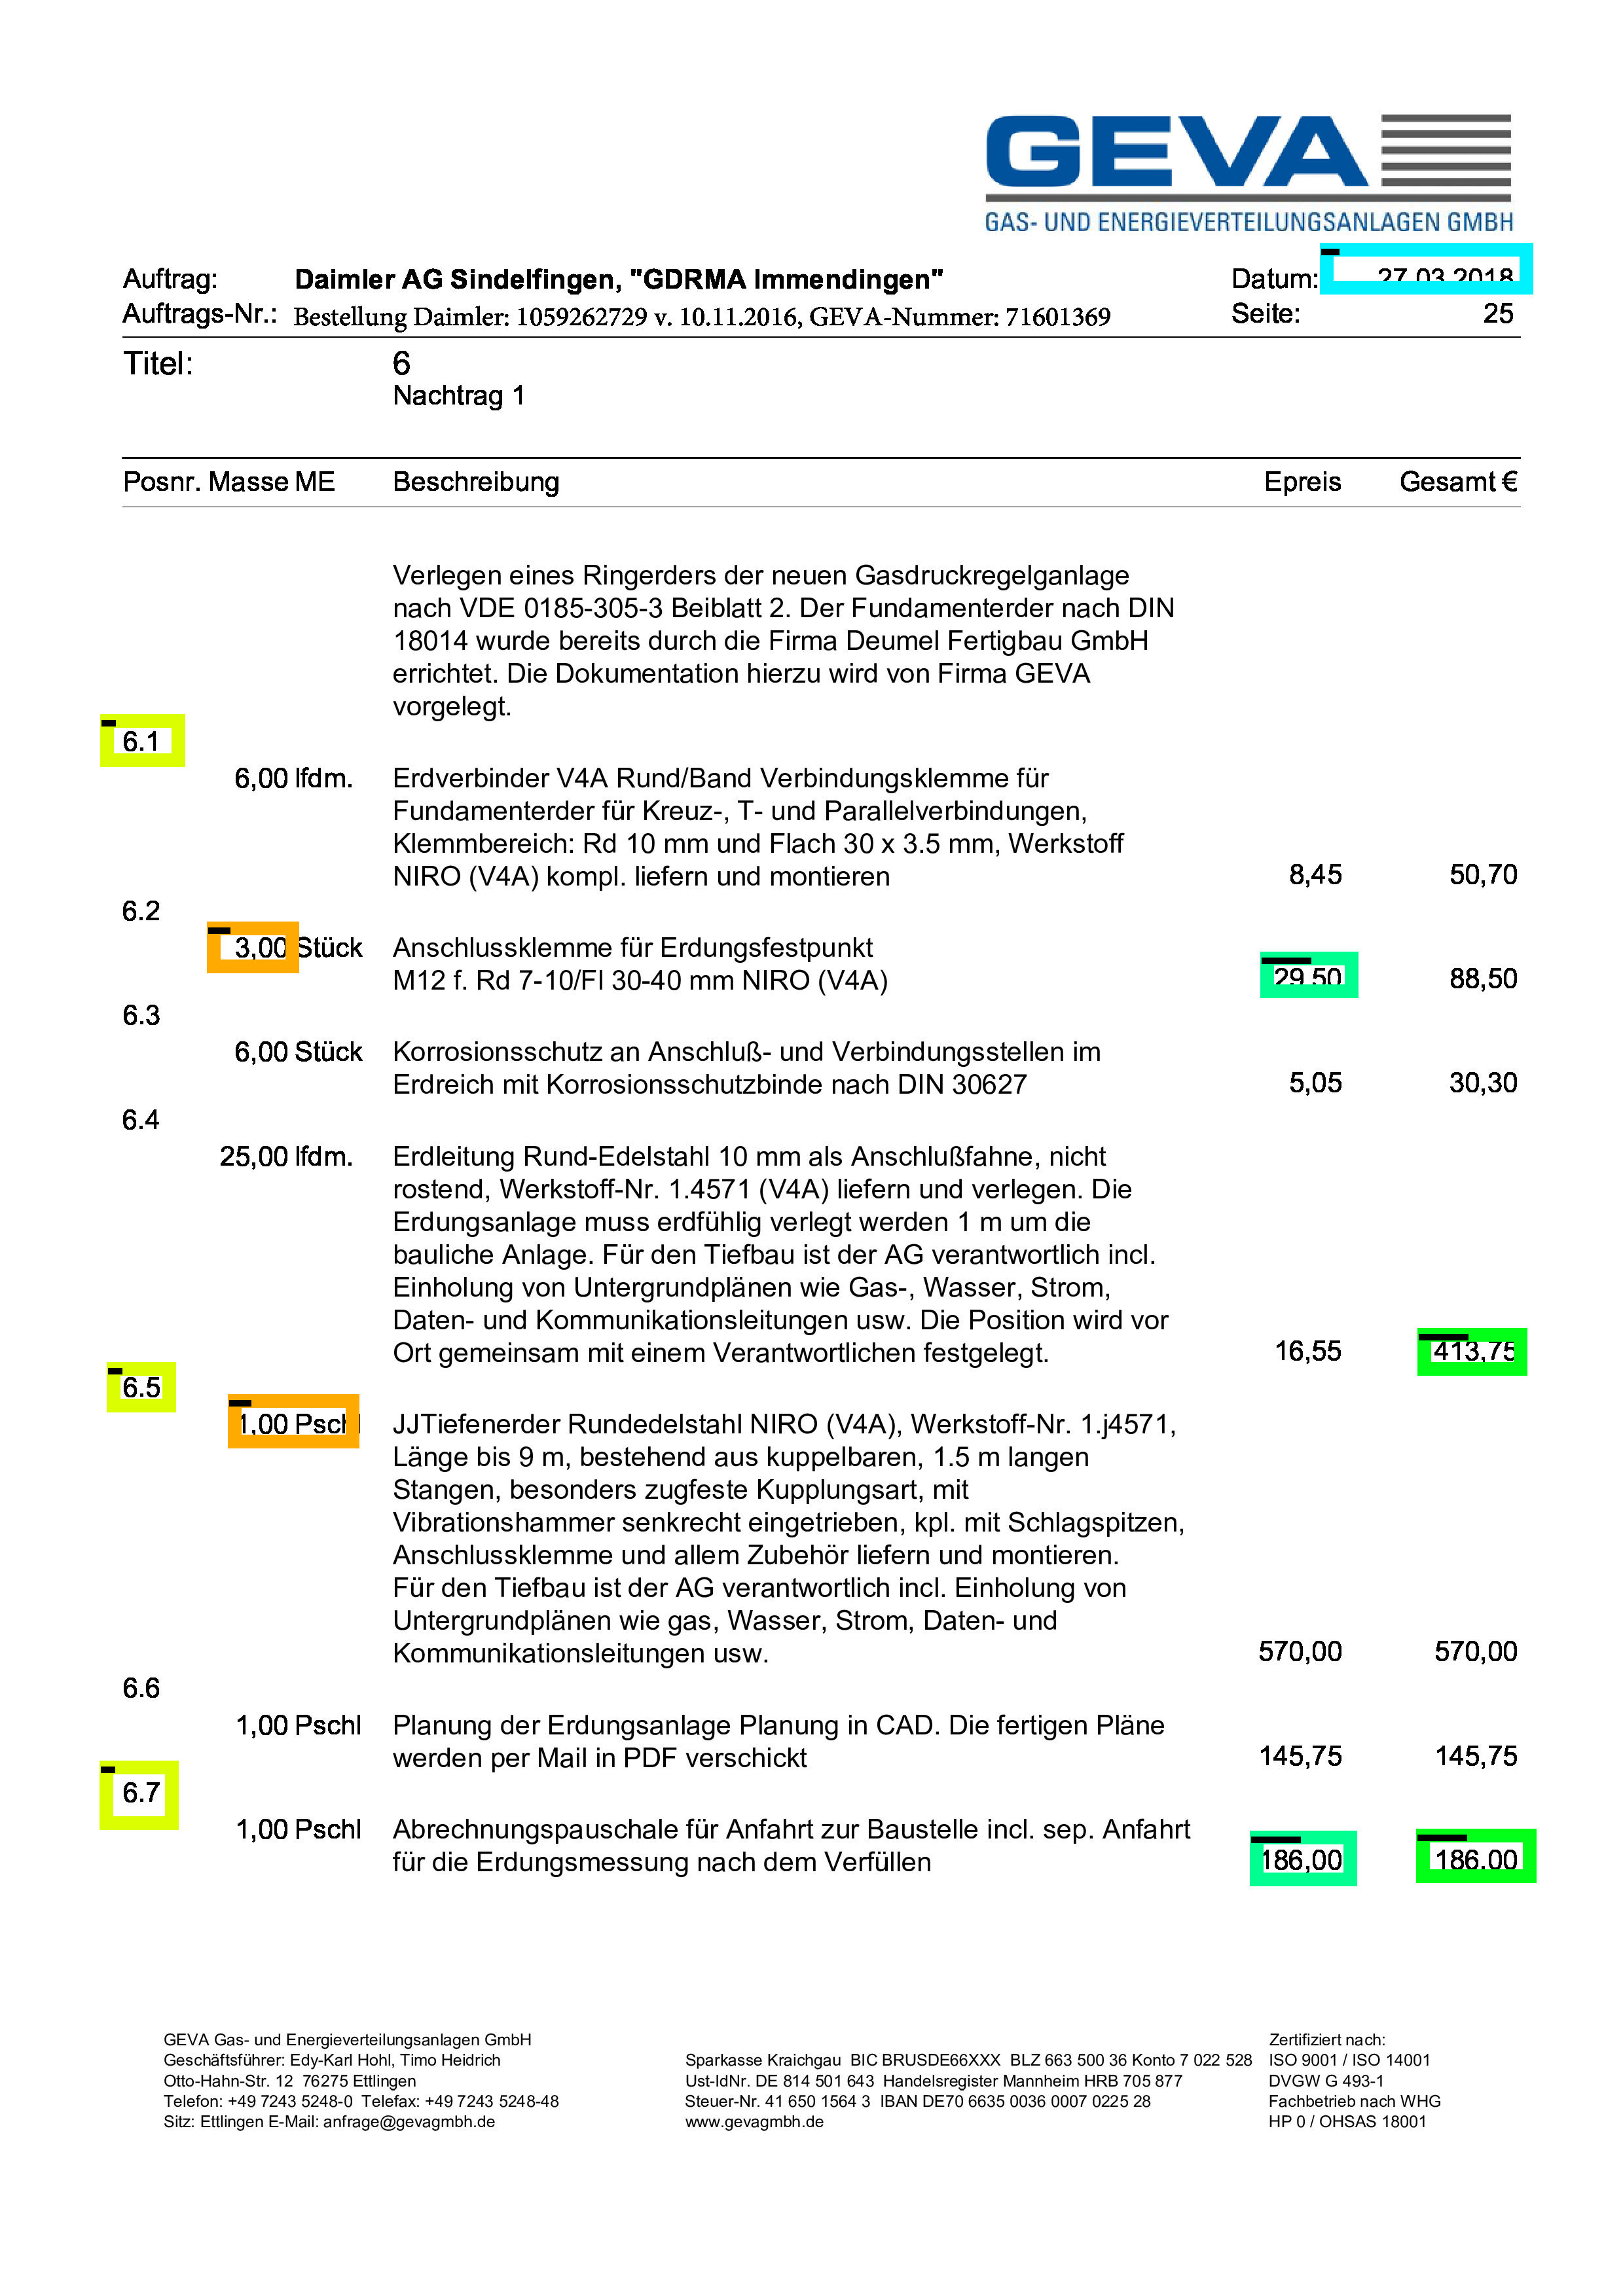 GEVA
GAS- UND ENERGIEVERTEILUNGSANLAGEN GMBH
Auftrag: Daimler AG Sindelfingen, "GDRMA Immendingen" Datum: 27.03.2018
Auftrags-Nr.: Bestellung Daimler: 1059262729 v. 10.11.2016, GEVA-Nummer: 71601369 Seite: 25
Titel: 6
Nachtrag 1
Posnr. Masse ME Beschreibung Epreis Gesamt €
Verlegen eines Ringerders der neuen Gasdruckregelganlage
nach VDE 0185-305-3 Beiblatt 2. Der Fundamenterder nach DIN
18014 wurde bereits durch die Firma Deumel Fertigbau GmbH
errichtet. Die Dokumentation hierzu wird von Firma GEVA
vorgelegt.
6.1
6,00 lfdm. Erdverbinder V4A Rund/Band Verbindungsklemme für
Fundamenterder für Kreuz-, T- und Parallelverbindungen,
Klemmbereich: Rd 10 mm und Flach 30 x 3.5 mm, Werkstoff
NIRO (V4A) kompl. liefern und montieren 8,45 50,70
6.2
3,00 Stück Anschlussklemme für Erdungsfestpunkt
M12 f. Rd 7-10/Fl 30-40 mm NIRO (V4A) 29,50 88,50
6.3
6,00 Stück Korrosionsschutz an Anschluß- und Verbindungsstellen im
Erdreich mit Korrosionsschutzbinde nach DIN 30627 5,05 30,30
6.4
25,00 lfdm. Erdleitung Rund-Edelstahl 10 mm als Anschlußfahne, nicht
rostend, Werkstoff-Nr. 1.4571 (V4A) liefern und verlegen. Die
Erdungsanlage muss erdfühlig verlegt werden 1 m um die
bauliche Anlage. Für den Tiefbau ist der AG verantwortlich incl.
Einholung von Untergrundplänen wie Gas-, Wasser, Strom,
Daten- und Kommunikationsleitungen usw. Die Position wird vor
Ort gemeinsam mit einem Verantwortlichen festgelegt. 16,55 413,75
6.5
1,00 Pschl JJTiefenerder Rundedelstahl NIRO (V4A), Werkstoff-Nr. 1.j4571,
Länge bis 9 m, bestehend aus kuppelbaren, 1.5 m langen
Stangen, besonders zugfeste Kupplungsart, mit
Vibrationshammer senkrecht eingetrieben, kpl. mit Schlagspitzen,
Anschlussklemme und allem Zubehör liefern und montieren.
Für den Tiefbau ist der AG verantwortlich incl. Einholung von
Untergrundplänen wie gas, Wasser, Strom, Daten- und
Kommunikationsleitungen usw. 570,00 570,00
6.6
1,00 Pschl Planung der Erdungsanlage Planung in CAD. Die fertigen Pläne
werden per Mail in PDF verschickt 145,75 145,75
6.7
1,00 Pschl Abrechnungspauschale für Anfahrt zur Baustelle incl. sep. Anfahrt
für die Erdungsmessung nach dem Verfüllen 186,00 186,00
GEVA Gas- und Energieverteilungsanlagen GmbH Zertifiziert nach:
Geschäftsführer: Edy-Karl Hohl, Timo Heidrich Sparkasse Kraichgau BIC BRUSDE66XXX BLZ 663 500 36 Konto 7 022 528 ISO 9001 / ISO 14001
Otto-Hahn-Str. 12 76275 Ettlingen Ust-IdNr. DE 814 501 643 Handelsregister Mannheim HRB 705 877 DVGW G 493-1
Telefon: +49 7243 5248-0 Telefax: +49 7243 5248-48 Steuer-Nr. 41 650 1564 3 IBAN DE70 6635 0036 0007 0225 28 Fachbetrieb nach WHG
Sitz: Ettlingen E-Mail: anfrage@gevagmbh.de www.gevagmbh.de HP 0 / OHSAS 18001